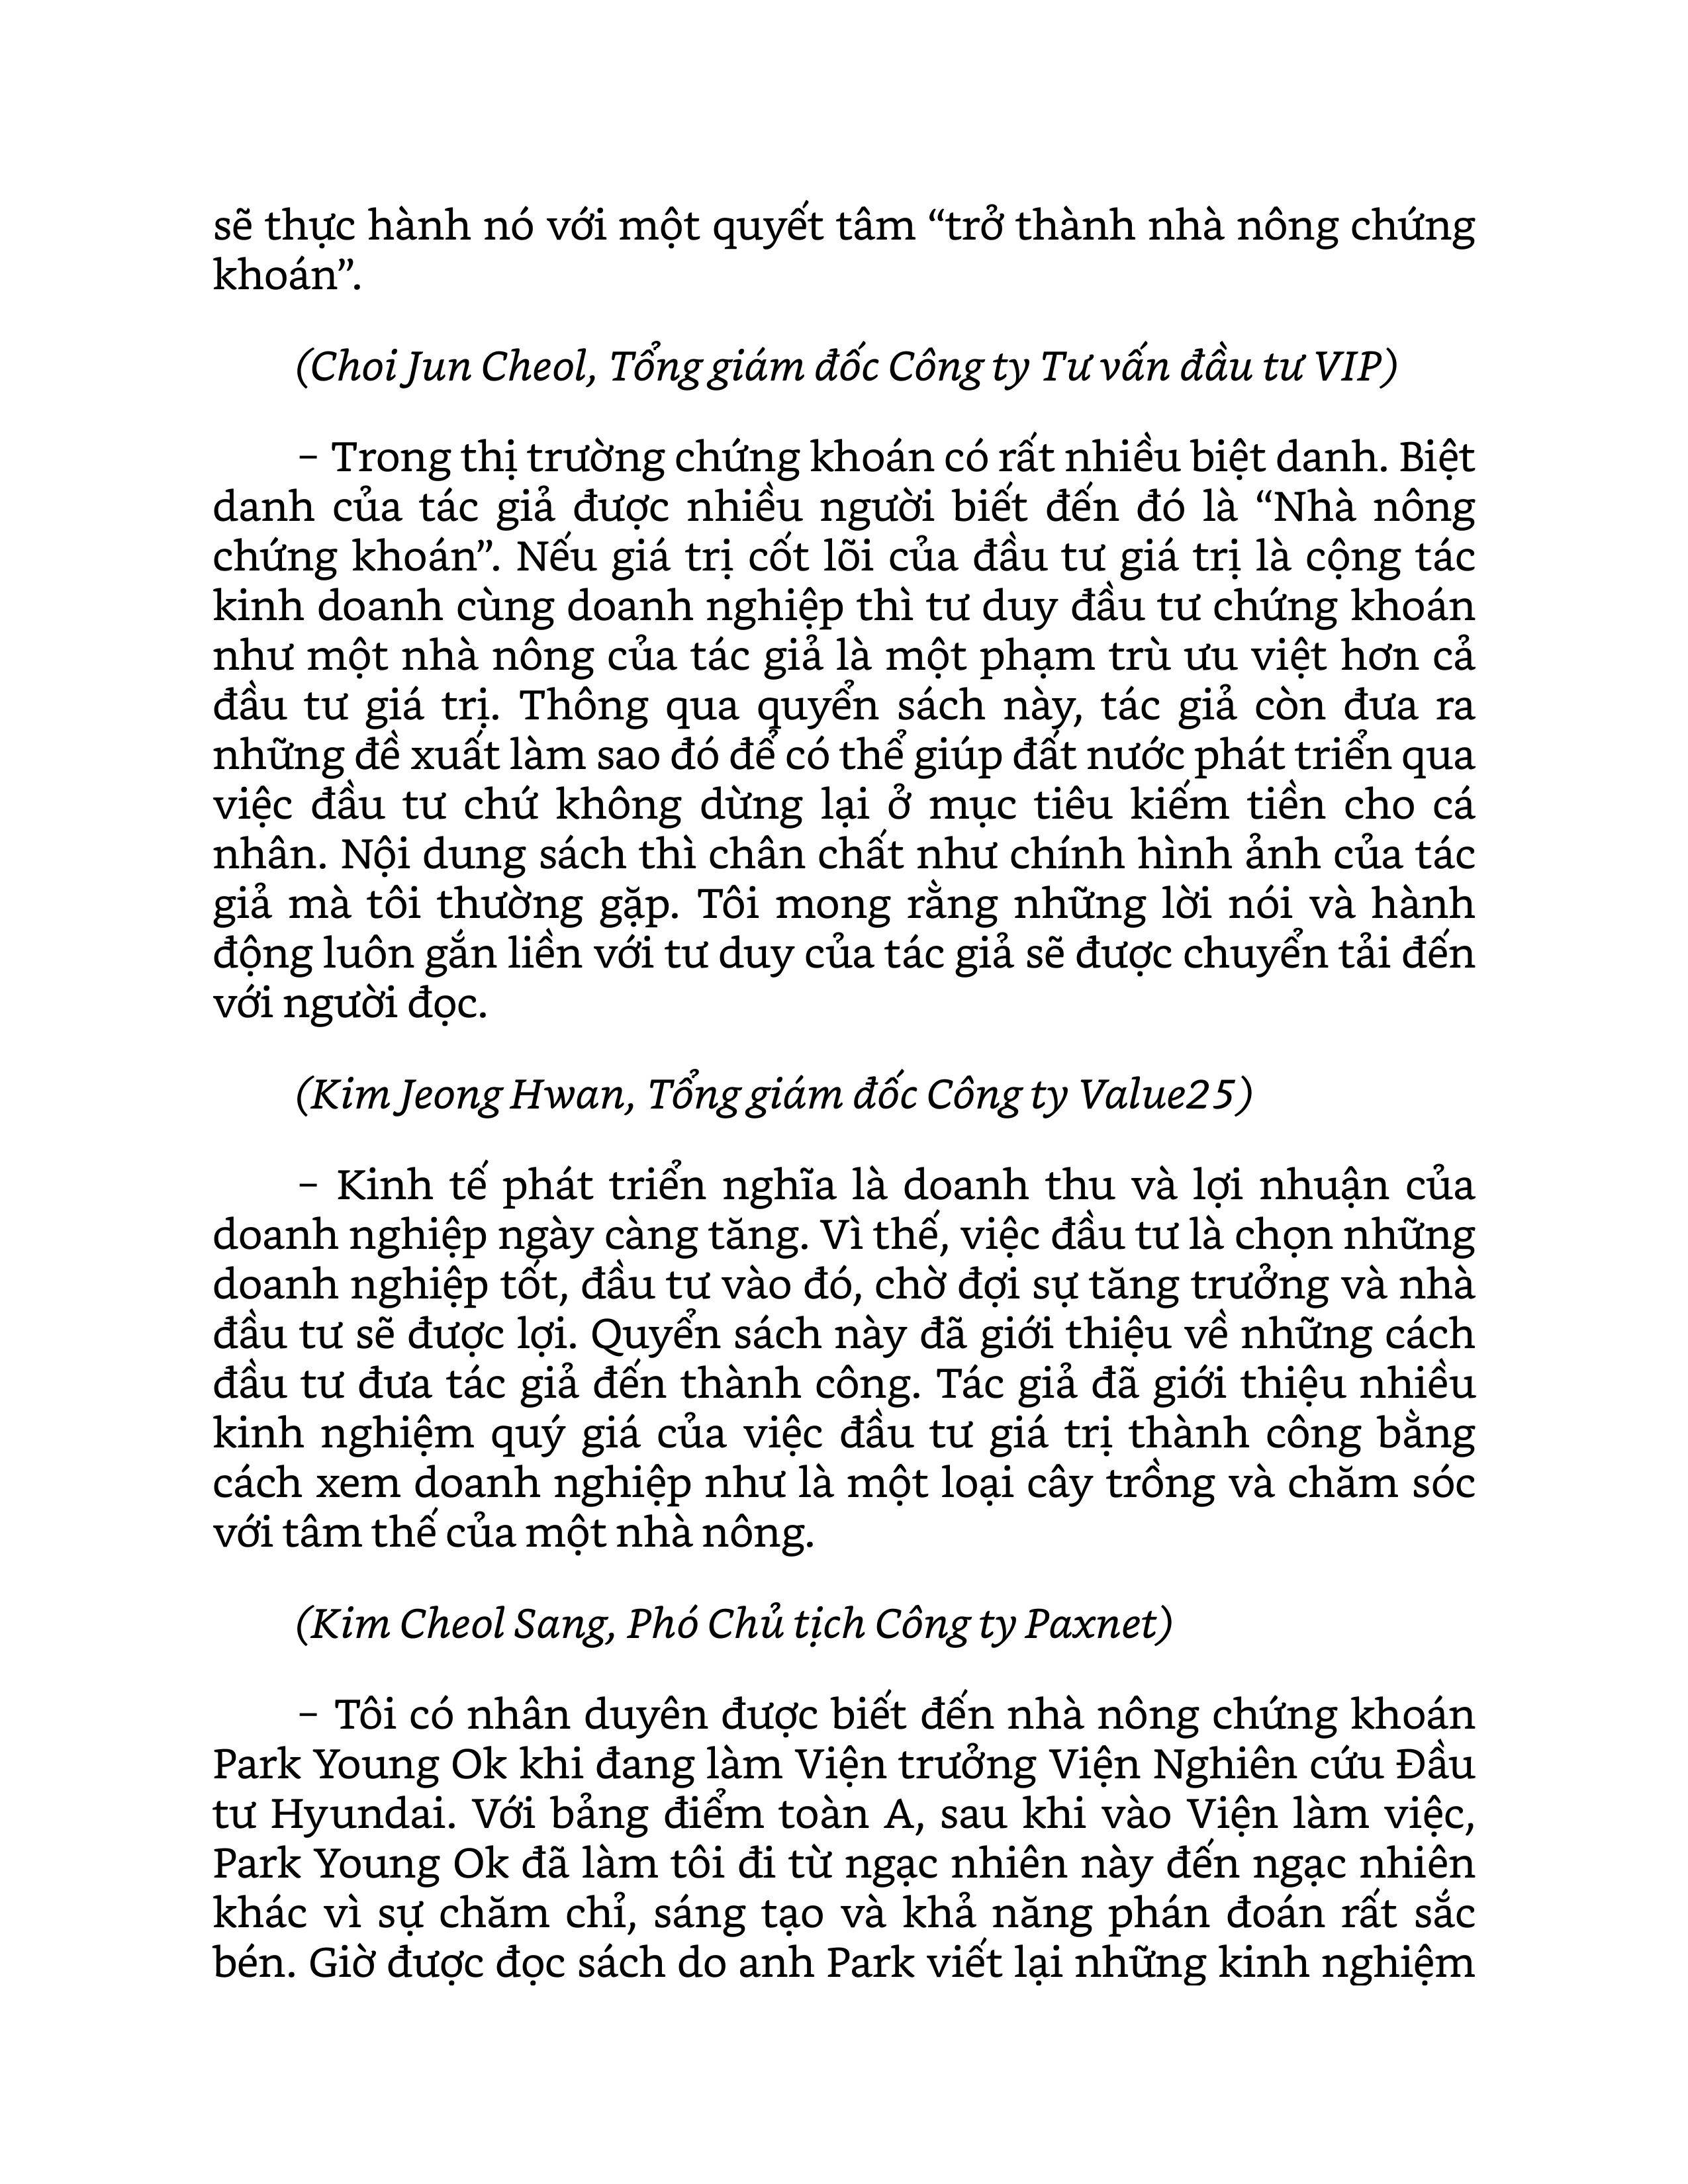 sẽ thực hành nó với một quyết tâm “trở thành nhà nông chứng
khoán”.
(Choi Jun Cheol, Tổng giám đốc Công ty Tư vấn đầu tư VIP)
– Trong thị trường chứng khoán có rất nhiều biệt danh. Biệt
danh của tác giả được nhiều người biết đến đó là “Nhà nông
chứng khoán”. Nếu giá trị cốt lõi của đầu tư giá trị là cộng tác
kinh doanh cùng doanh nghiệp thì tư duy đầu tư chứng khoán
như một nhà nông của tác giả là một phạm trù ưu việt hơn cả
đầu tư giá trị. Thông qua quyển sách này, tác giả còn đưa ra
những đề xuất làm sao đó để có thể giúp đất nước phát triển qua
việc đầu tư chứ không dừng lại ở mục tiêu kiếm tiền cho cá
nhân. Nội dung sách thì chân chất như chính hình ảnh của tác
giả mà tôi thường gặp. Tôi mong rằng những lời nói và hành
động luôn gắn liền với tư duy của tác giả sẽ được chuyển tải đến
với người đọc.
(Kim Jeong Hwan, Tổng giám đốc Công ty Value25)
– Kinh tế phát triển nghĩa là doanh thu và lợi nhuận của
doanh nghiệp ngày càng tăng. Vì thế, việc đầu tư là chọn những
doanh nghiệp tốt, đầu tư vào đó, chờ đợi sự tăng trưởng và nhà
đầu tư sẽ được lợi. Quyển sách này đã giới thiệu về những cách
đầu tư đưa tác giả đến thành công. Tác giả đã giới thiệu nhiều
kinh nghiệm quý giá của việc đầu tư giá trị thành công bằng
cách xem doanh nghiệp như là một loại cây trồng và chăm sóc
với tâm thế của một nhà nông.
(Kim Cheol Sang, Phó Chủ tịch Công ty Paxnet)
– Tôi có nhân duyên được biết đến nhà nông chứng khoán
Park Young Ok khi đang làm Viện trưởng Viện Nghiên cứu Đầu
tư Hyundai. Với bảng điểm toàn A, sau khi vào Viện làm việc,
Park Young Ok đã làm tôi đi từ ngạc nhiên này đến ngạc nhiên
khác vì sự chăm chỉ, sáng tạo và khả năng phán đoán rất sắc
bén. Giờ được đọc sách do anh Park viết lại những kinh nghiệm